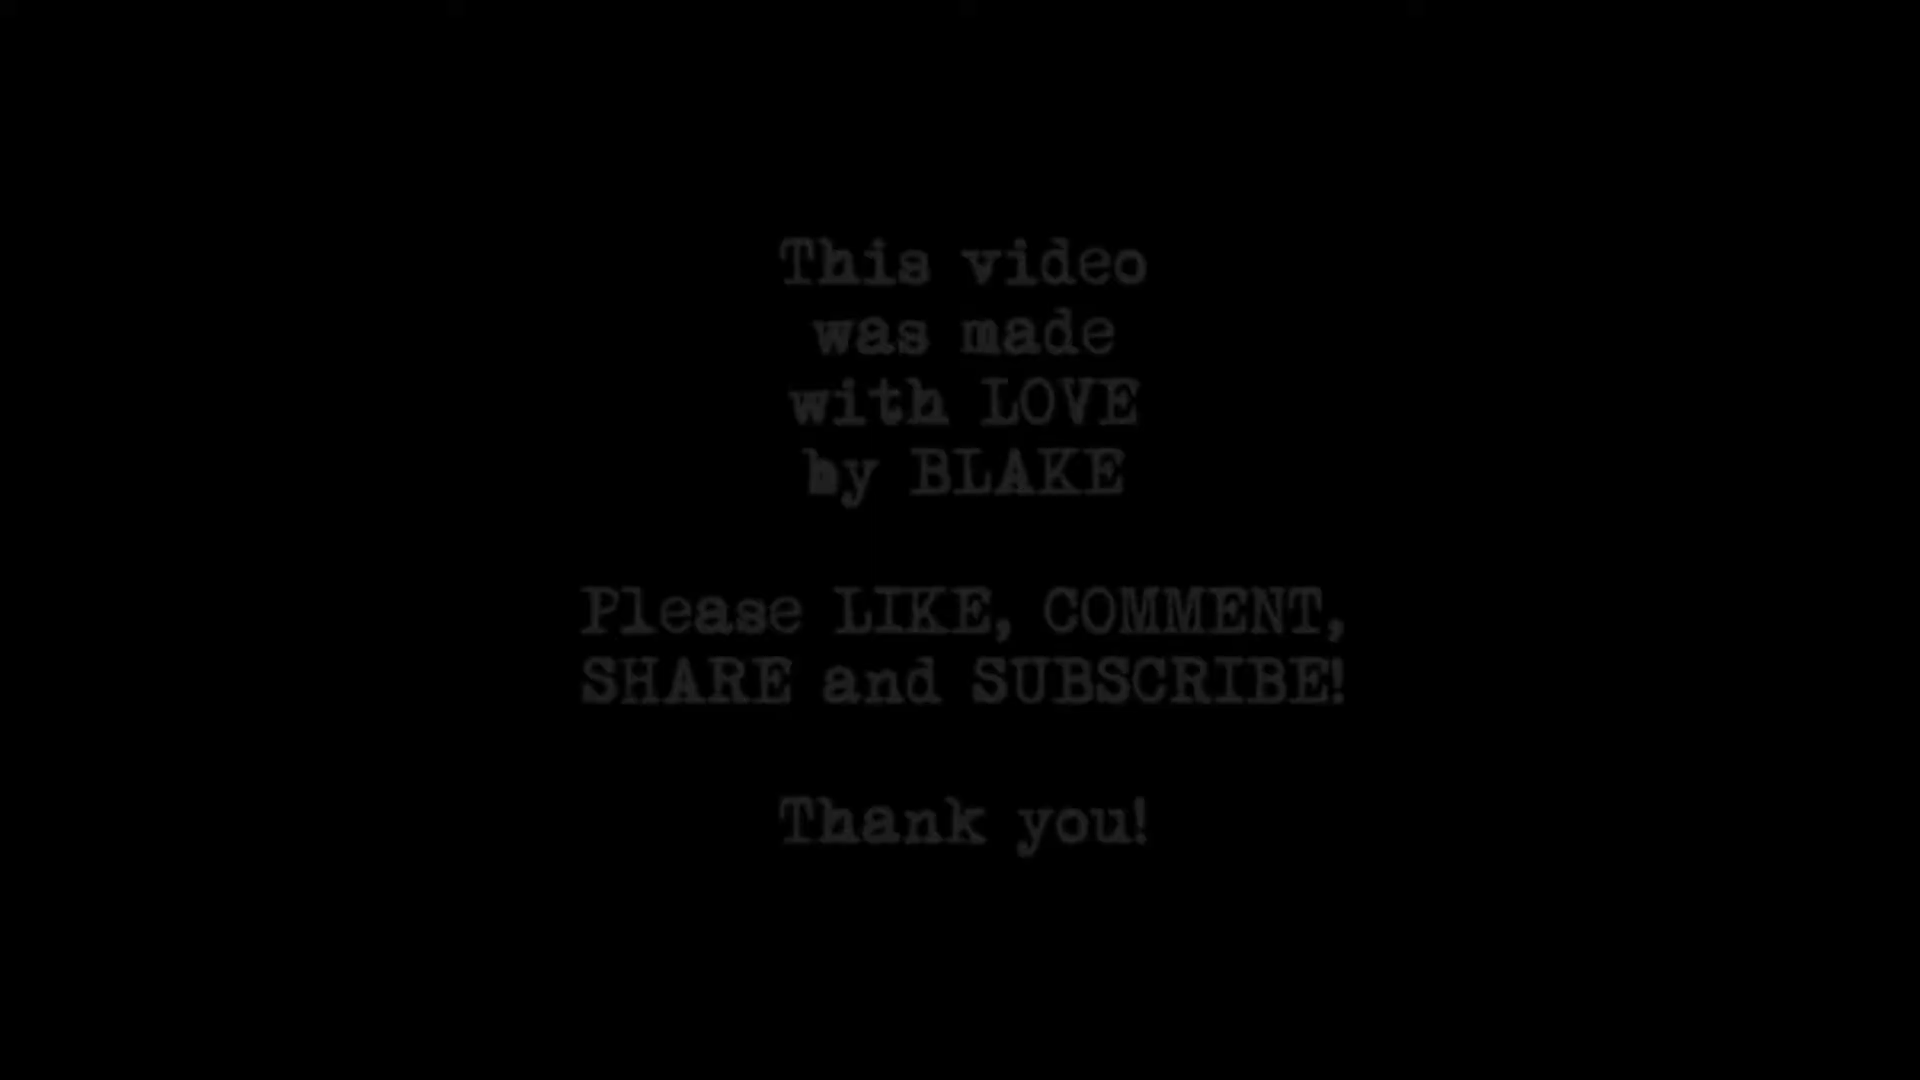 This video
was made
with LOVE
by BLAKE
Please LIKE, COMMENT,
SHARE and SUBSCRIBE!
Thank you!